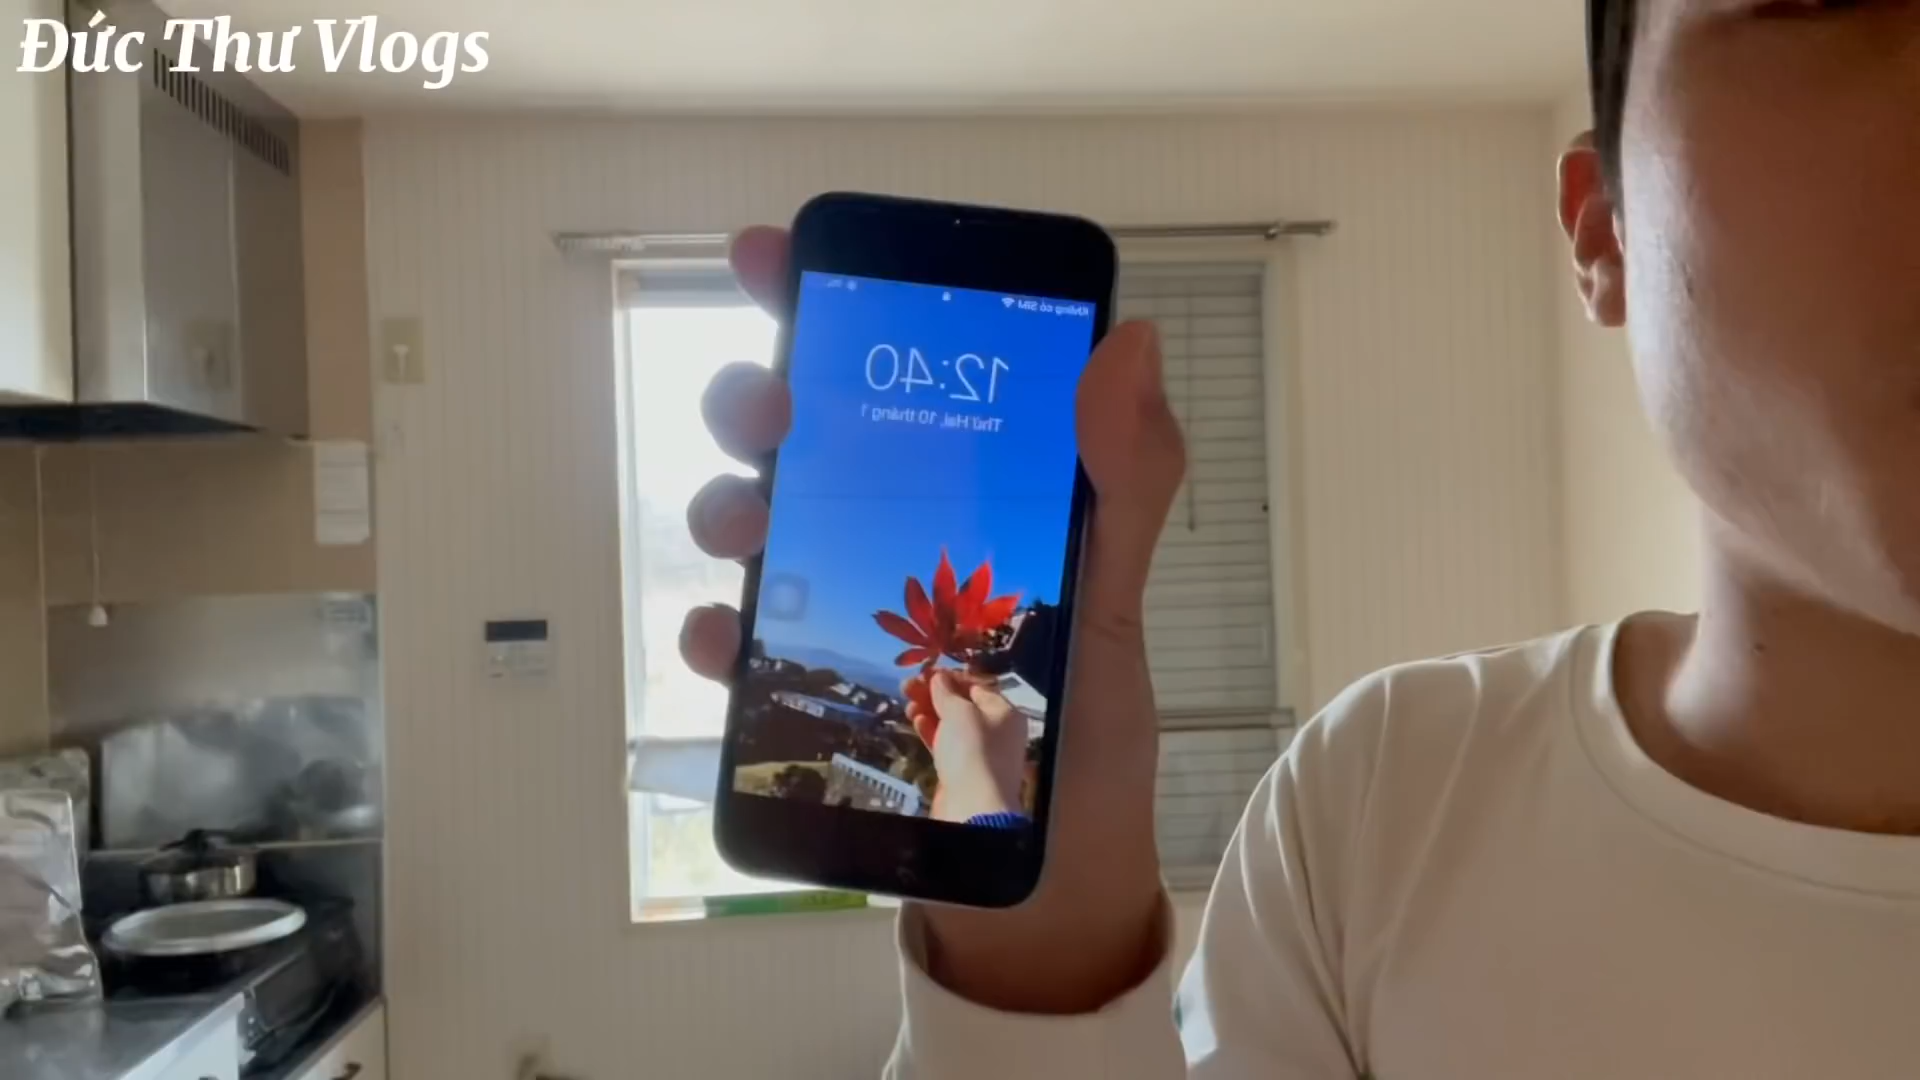 Đức Thư Vlogs
Không có SIM
12:40
Thứ Hai, 10 tháng 1